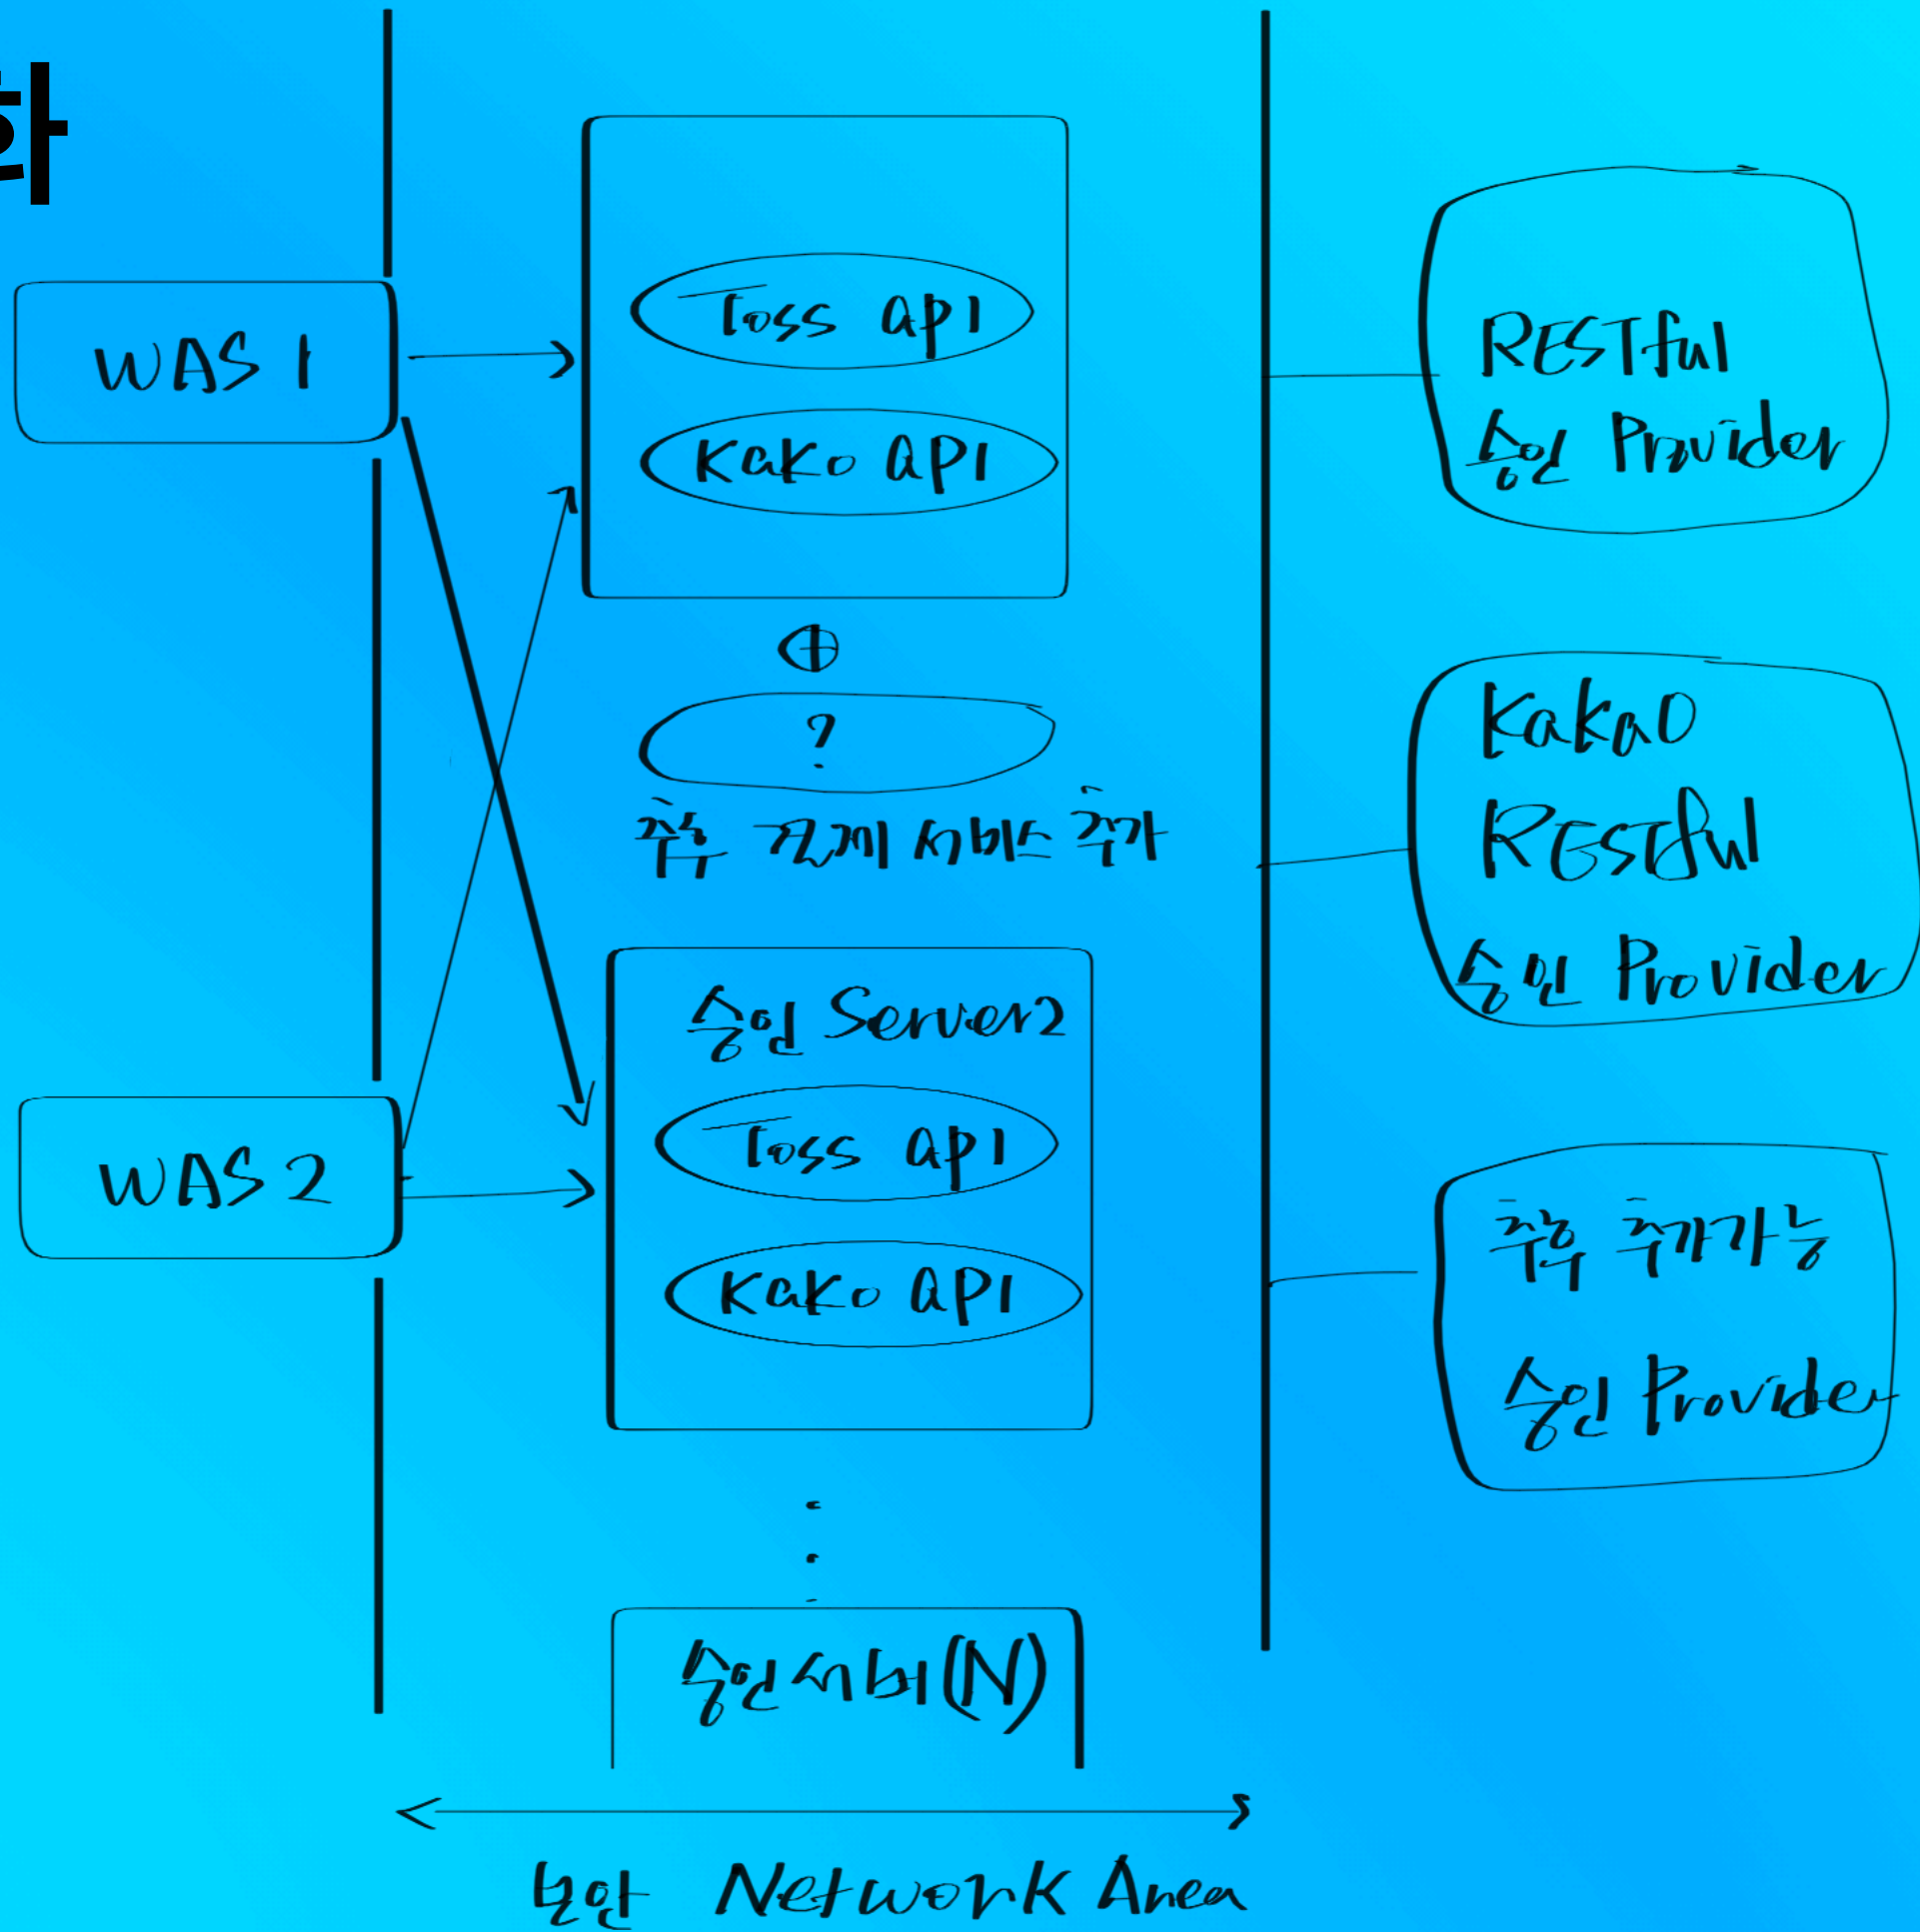 화
WAS 1
Toss api
Kako api
?
추후 결제 서비스 추가
WAS 2
승인 Server2
Toss api
Kako api
승인서버(N)
보안 Network Area
RESTful
승인 Provider
KakaO
RESTful
승인 Provider
추후 추가가능
승인 Provider